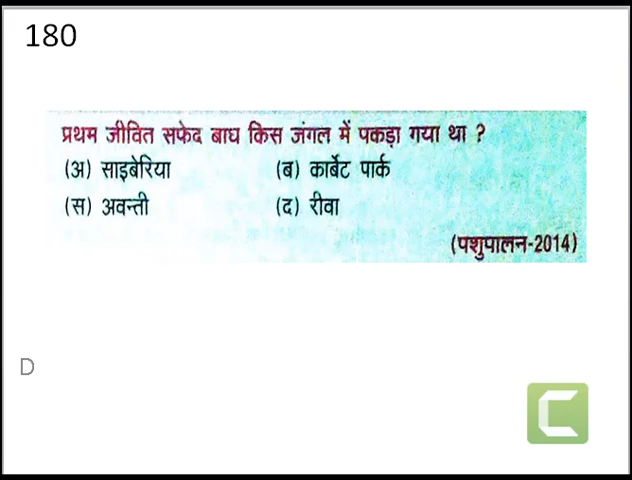 180
प्रथम जीवित सफेद बाघ किस जंगल में पकड़ा गया था ?
(अ) साइबेरिया (ब) कार्बेट पार्क
(स) अवन्ती (द) रीवा
(पशुपालन-2014)
D